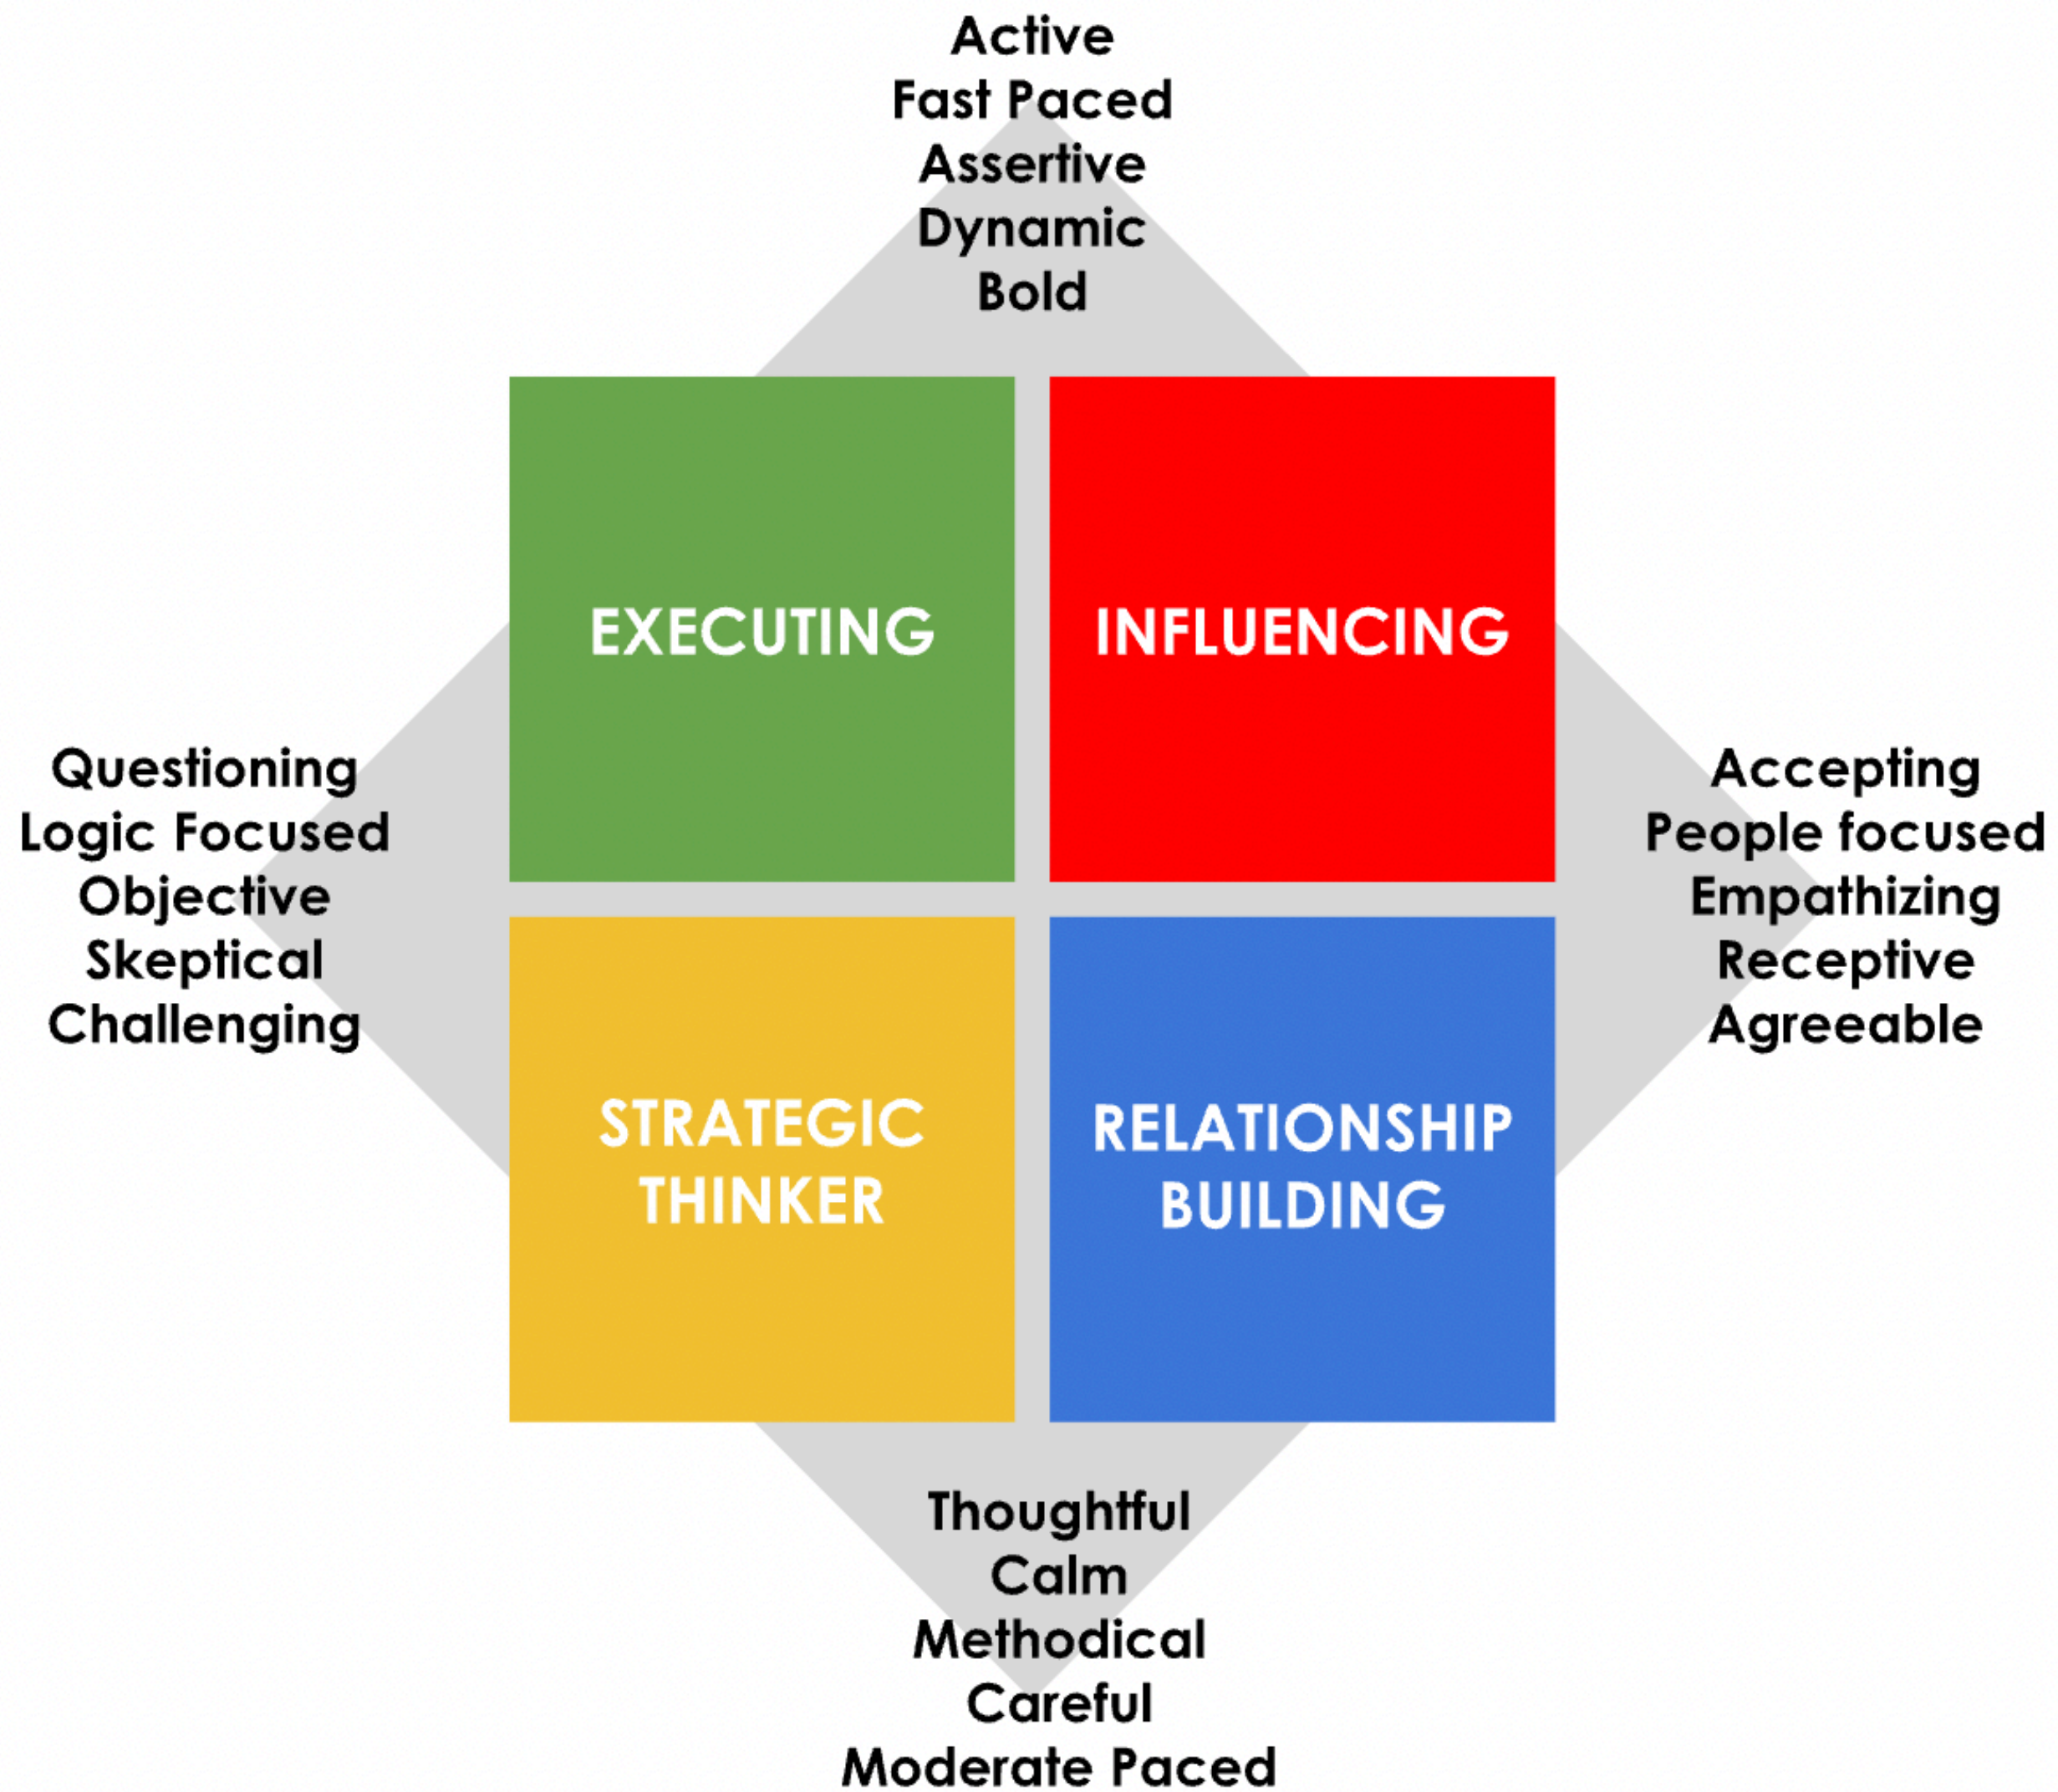 Active
Fast Paced
Assertive
Dynamic
Bold
EXECUTING
INFLUENCING
Questioning
Logic Focused
Objective
Skeptical
Challenging
Accepting
People focused
Empathizing
Receptive
Agreeable
STRATEGIC
THINKER
RELATIONSHIP
BUILDING
Thoughtful
Calm
Methodical
Careful
Moderate Paced